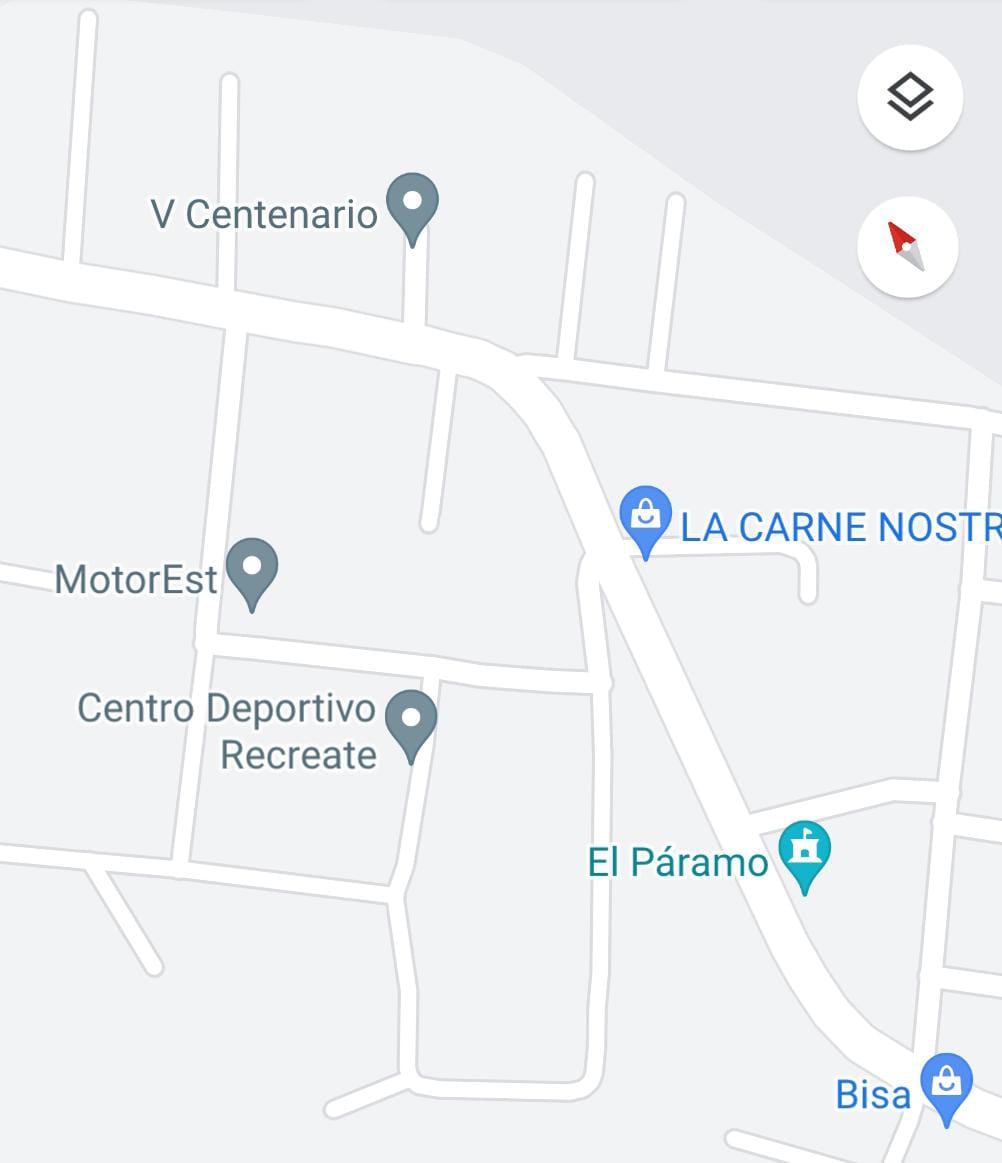 V Centenario
LA CARNE NOSTR
MotorEst
Centro Deportivo
Recreate
El Páramo
Bisa